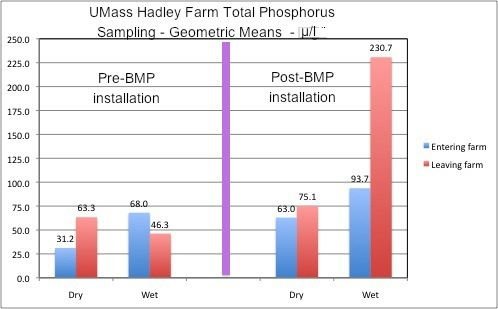 UMass Hadley Farm Total Phosphorus
Sampling - Geometric Means - µ/l
250.0
225.0
200.0
175.0
150.0
125.0
100.0
75.0
50.0
25.0
0.0
Pre-BMP
installation
Post-BMP
installation
31.2
63.3
68.0
46.3
63.0
75.1
93.7
230.7
Dry
Wet
Dry
Wet
Entering farm
Leaving farm